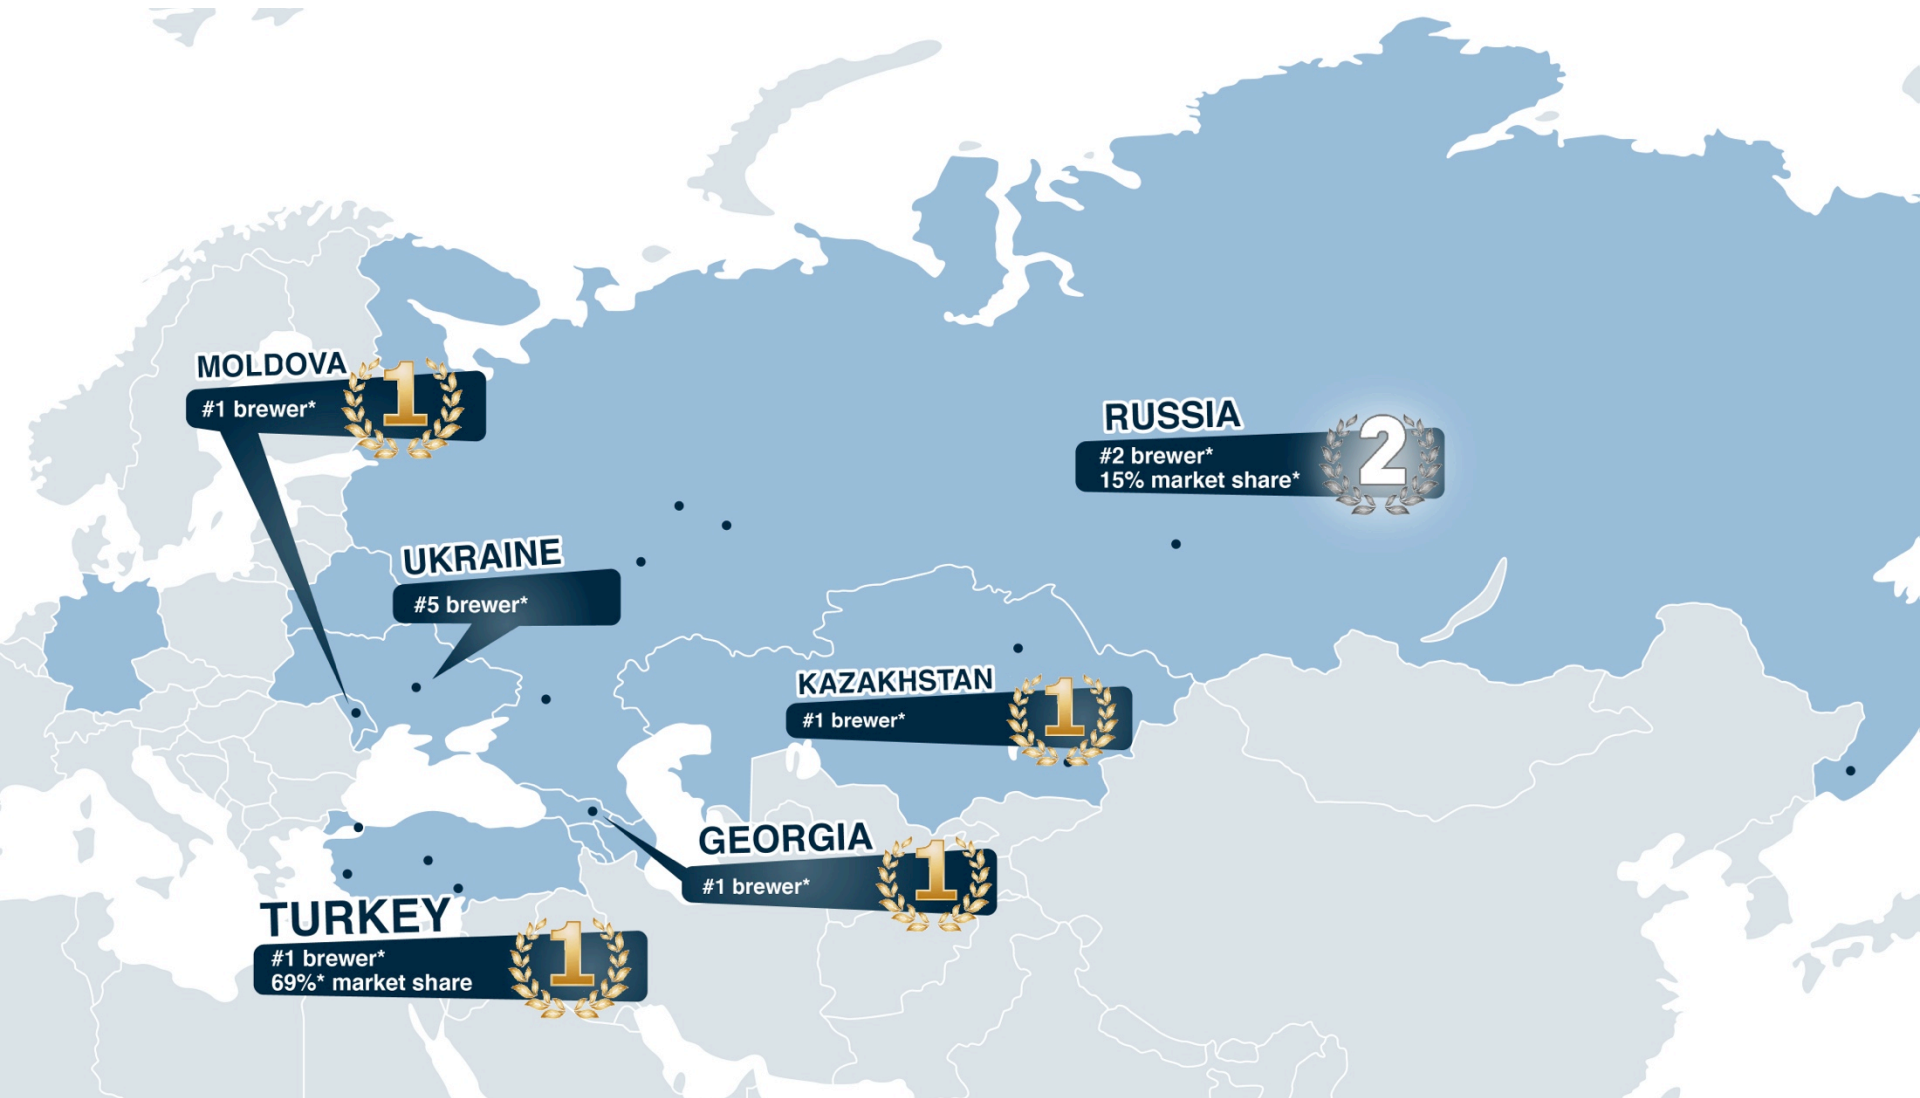 MOLDOVA
#1 brewer*
1
RUSSIA
#2 brewer*
15% market share*
2
UKRAINE
#5 brewer*
KAZAKHSTAN
#1 brewer*
1
GEORGIA
#1 brewer*
1
TURKEY
#1 brewer*
69%* market share
1